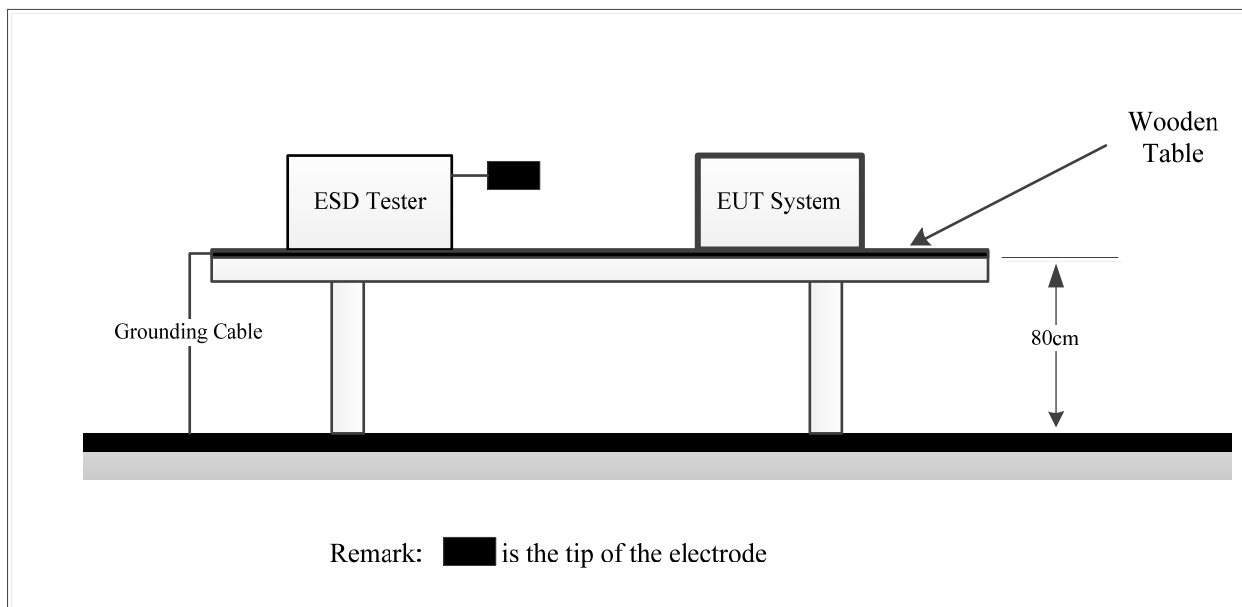 Wooden
Table
ESD Tester
EUT System
Grounding Cable
80cm
Remark: is the tip of the electrode